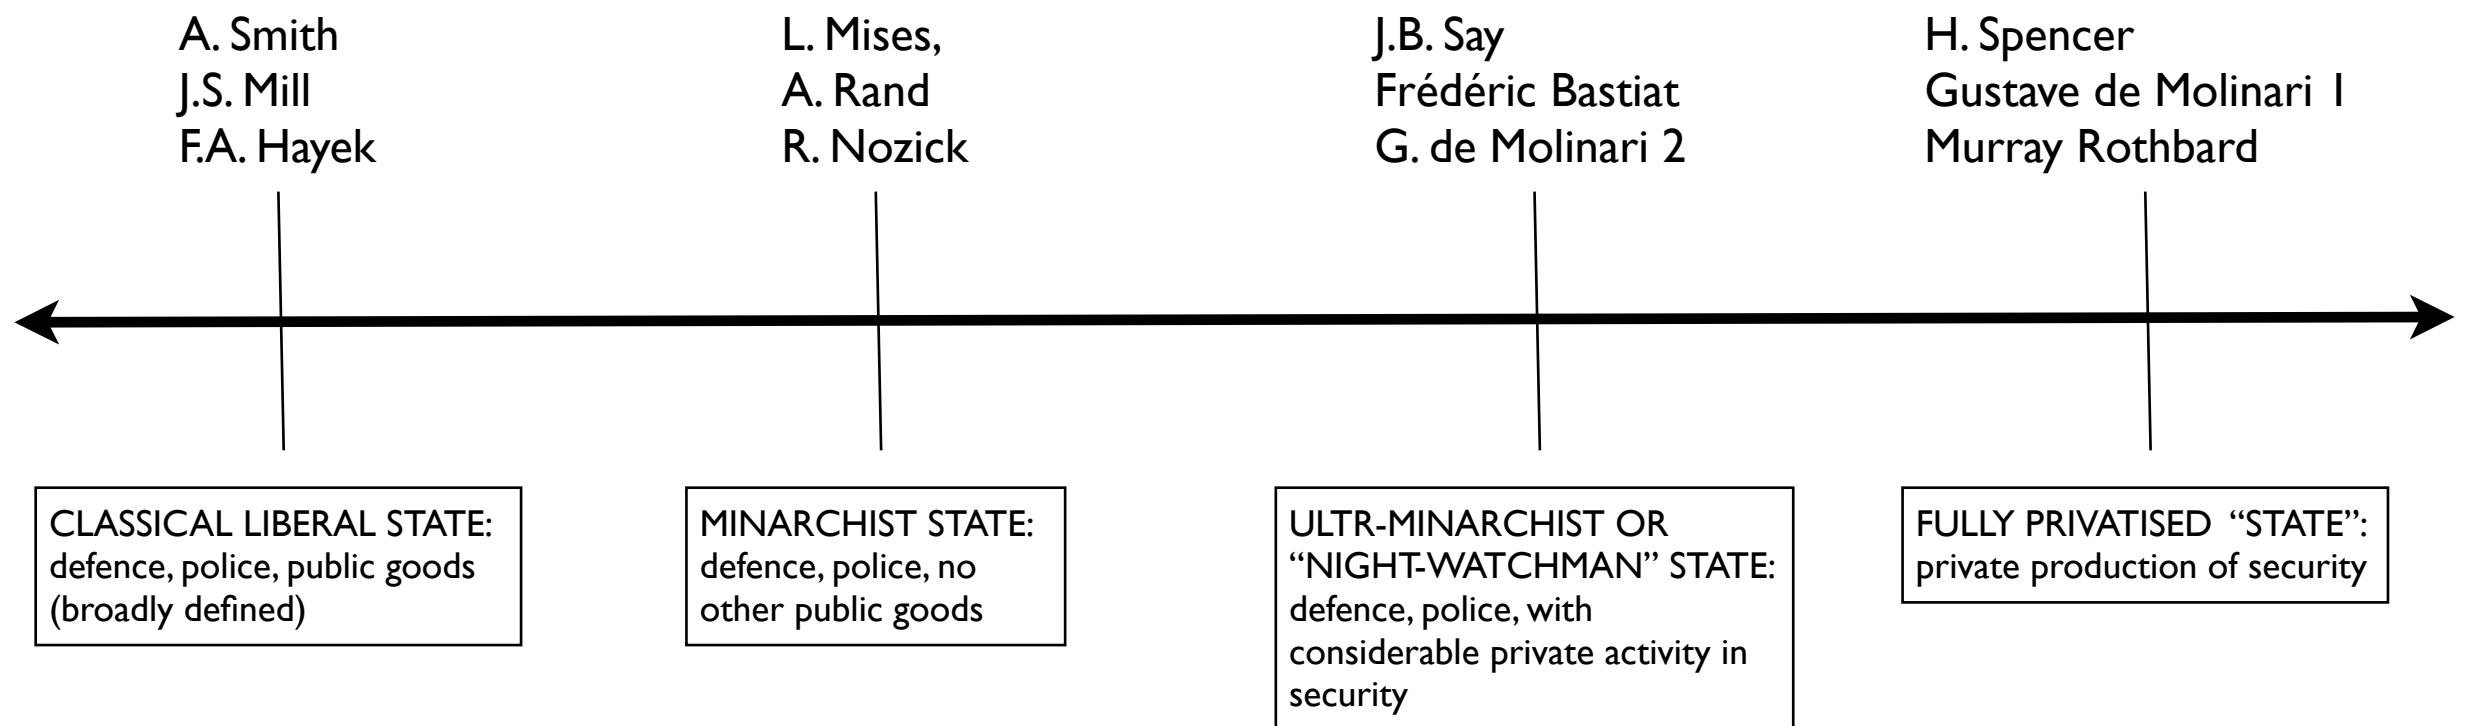 A. Smith
J.S. Mill
F.A. Hayek
L. Mises,
A. Rand
R. Nozick
J.B. Say
Frédéric Bastiat
G. de Molinari 2
H. Spencer
Gustave de Molinari 1
Murray Rothbard
CLASSICAL LIBERAL STATE:
defence, police, public goods
(broadly defined)
MINARCHIST STATE:
defence, police, no
other public goods
ULTR-MINARCHIST OR
“NIGHT-WATCHMAN” STATE:
defence, police, with
considerable private activity in
security
FULLY PRIVATISED “STATE”:
private production of security